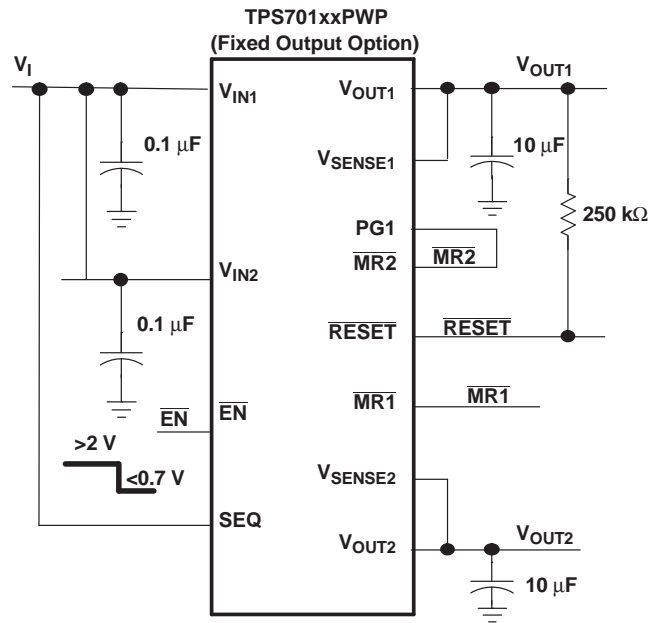 TPS701xxPWP
(Fixed Output Option)
VI
VIN1
VOUT1
VOUT1
0.1 μF
10 μF
VSENSE1
250 kΩ
PG1
MR2
MR2
VIN2
0.1 μF
RESET
RESET
EN
EN
MR1
MR1
>2 V
<0.7 V
VSENSE2
SEQ
VOUT2
VOUT2
10 μF